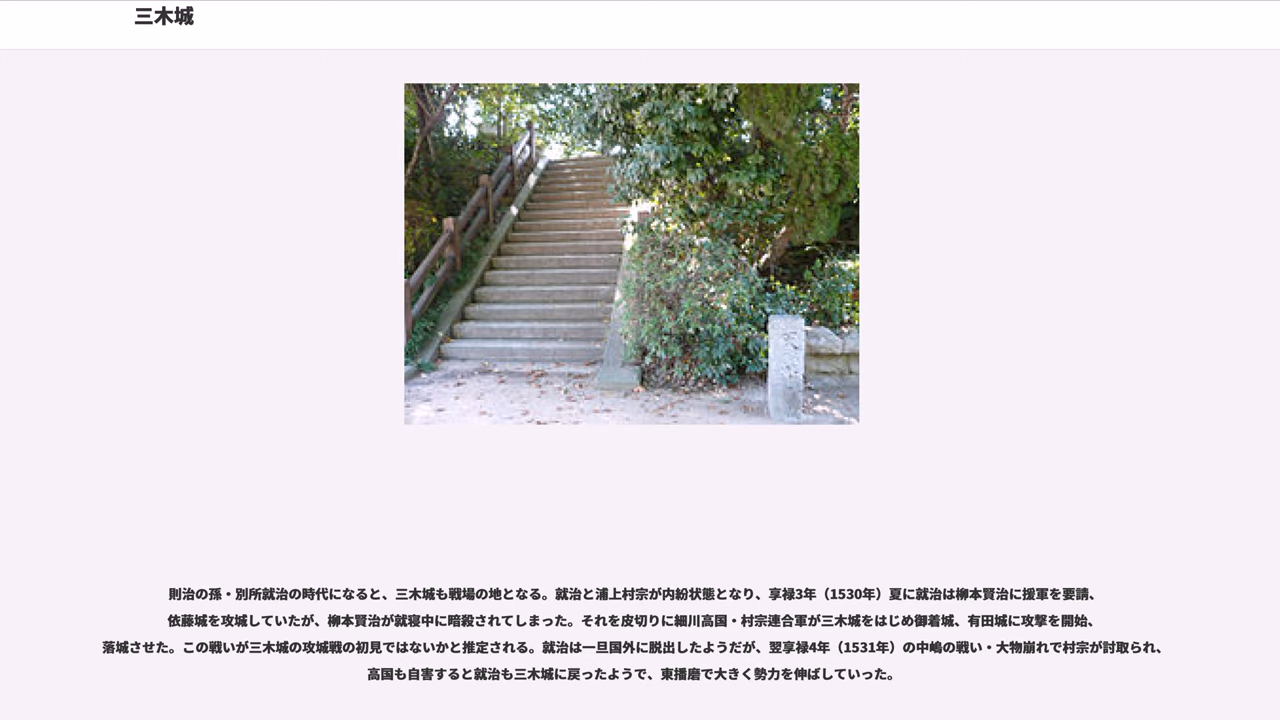 三木城
則治の孫・別所就治の時代になると、三木城も戦場の地となる。就治と浦上村宗が内紛状態となり、享禄3年（1530年）夏に就治は柳本賢治に援軍を要請、
依藤城を攻城していたが、柳本賢治が就寝中に暗殺されてしまった。それを皮切りに細川高国・村宗連合軍が三木城をはじめ御着城、有田城に攻撃を開始、
落城させた。この戦いが三木城の攻城戦の初見ではないかと推定される。就治は一旦国外に脱出したようだが、翌享禄4年（1531年）の中嶋の戦い・大物崩れで村宗が討取られ、
高国も自害すると就治も三木城に戻ったようで、東播磨で大きく勢力を伸ばしていった。